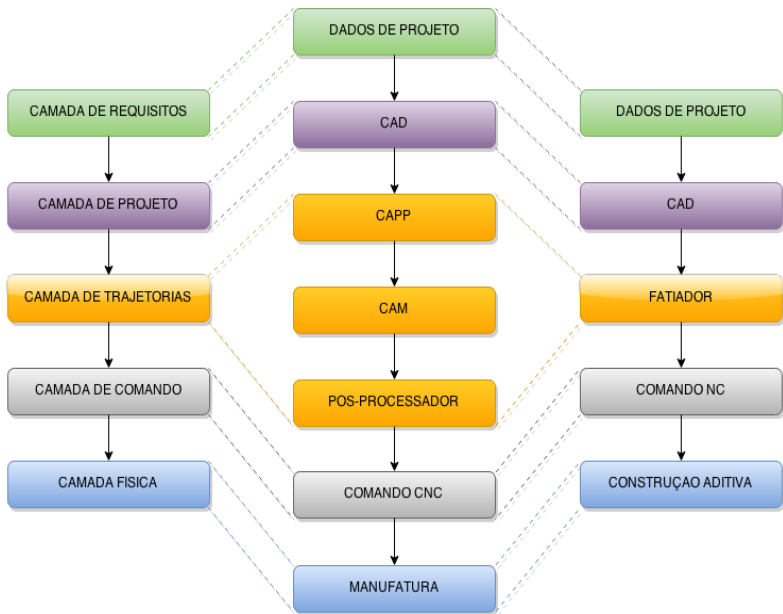 DADOS DE PROJETO
CAMADA DE REQUISITOS
DADOS DE PROJETO
CAD
CAMADA DE PROJETO
CAD
CAPP
CAMADA DE TRAJETORIAS
FATIADOR
CAM
CAMADA DE COMANDO
COMANDO NC
POS-PROCESSADOR
CAMADA FISICA
CONSTRUÇAO ADITIVA
COMANDO CNC
MANUFATURA